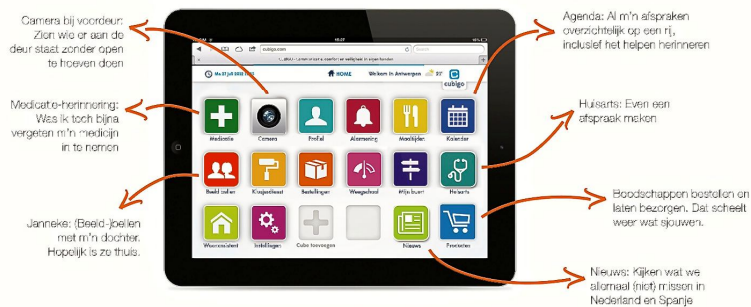 Camera bij voordeur:
Zien wie er aan de
deur staat zonder open
te hoeven doen
Medicatie-herinnering:
Was ik toch bijna
vergeten m'n medicijn
in te nemen
Janneke: (Beeld-)bellen
met m'n dochter.
Hopelijk is ze thuis.
cubigo.com
HOME
Welkom in Antwerpen
cubigo
Medicatie
Camera
Profiel
Alarmering
Maaltijden
Kalender
Beeld bellen
Klusjesdienst
Bestellingen
Weegschaal
Mijn buurt
Huisarts
Woonassistent
Instellingen
Cube toevoegen
Nieuws
Producten
Agenda: Al m'n afspraken
overzichtelijk op een rij,
inclusief het helpen herinneren
Huisarts: Even een
afspraak maken
Boodschappen bestellen en
laten bezorgen. Dat scheelt
weer wat sjouwen.
Nieuws: Kijken wat we
allemaal (niet) missen in
Nederland en Spanje